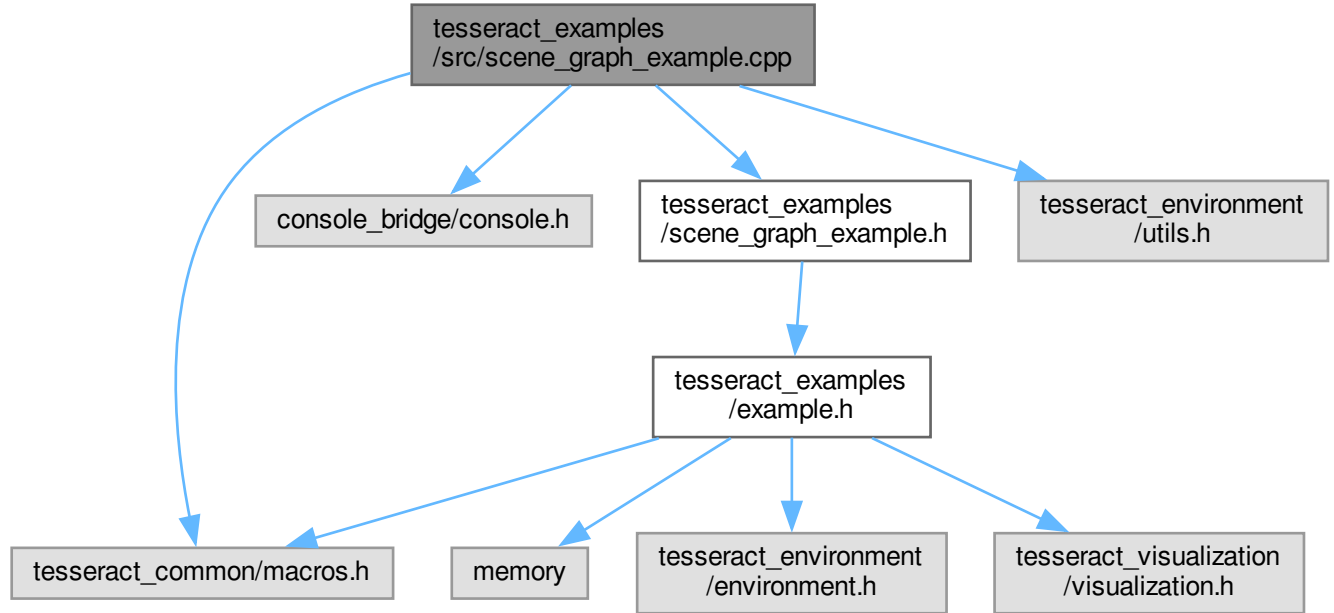 tesseract_examples
/src/scene_graph_example.cpp
console_bridge/console.h
tesseract_examples
/scene_graph_example.h
tesseract_environment
/utils.h
tesseract_examples
/example.h
tesseract_common/macros.h
memory
tesseract_environment
/environment.h
tesseract_visualization
/visualization.h